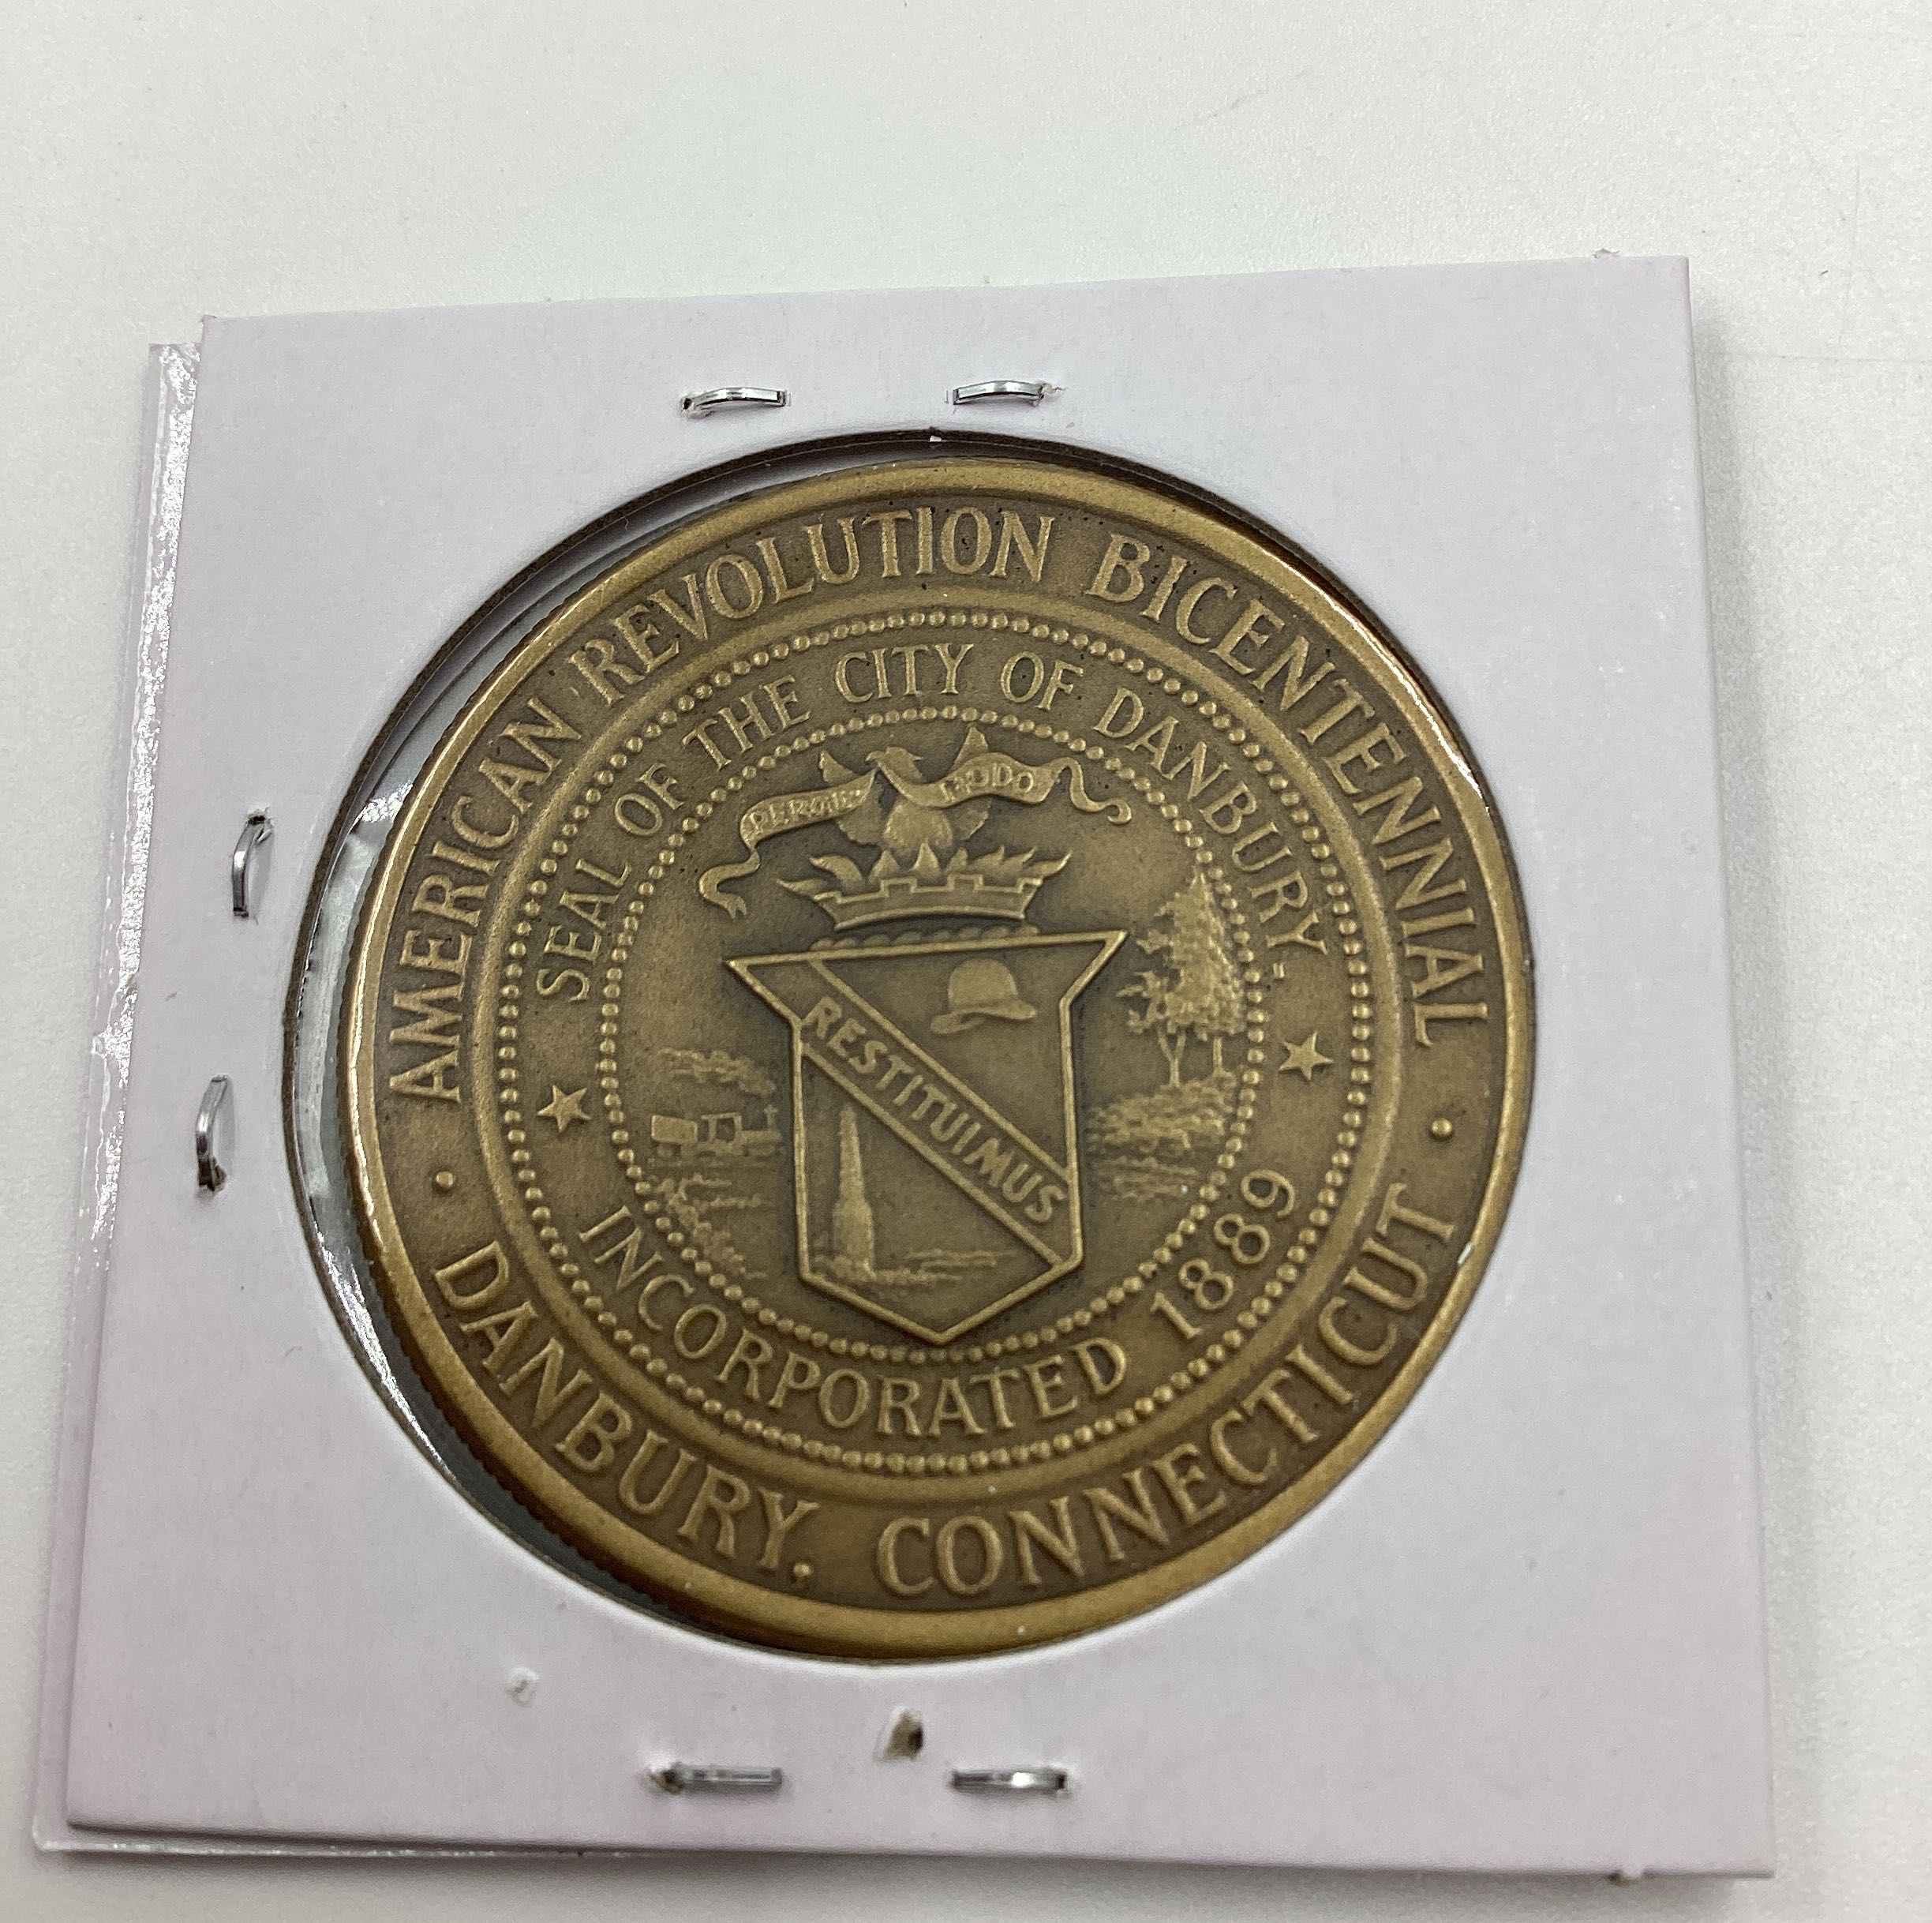 AMERICAN REVOLUTION BICENTENNIAL
DANBURY, CONNECTICUT
SEAL OF THE CITY OF DANBURY-
INCORPORATED 1889
RESTITUIMUS